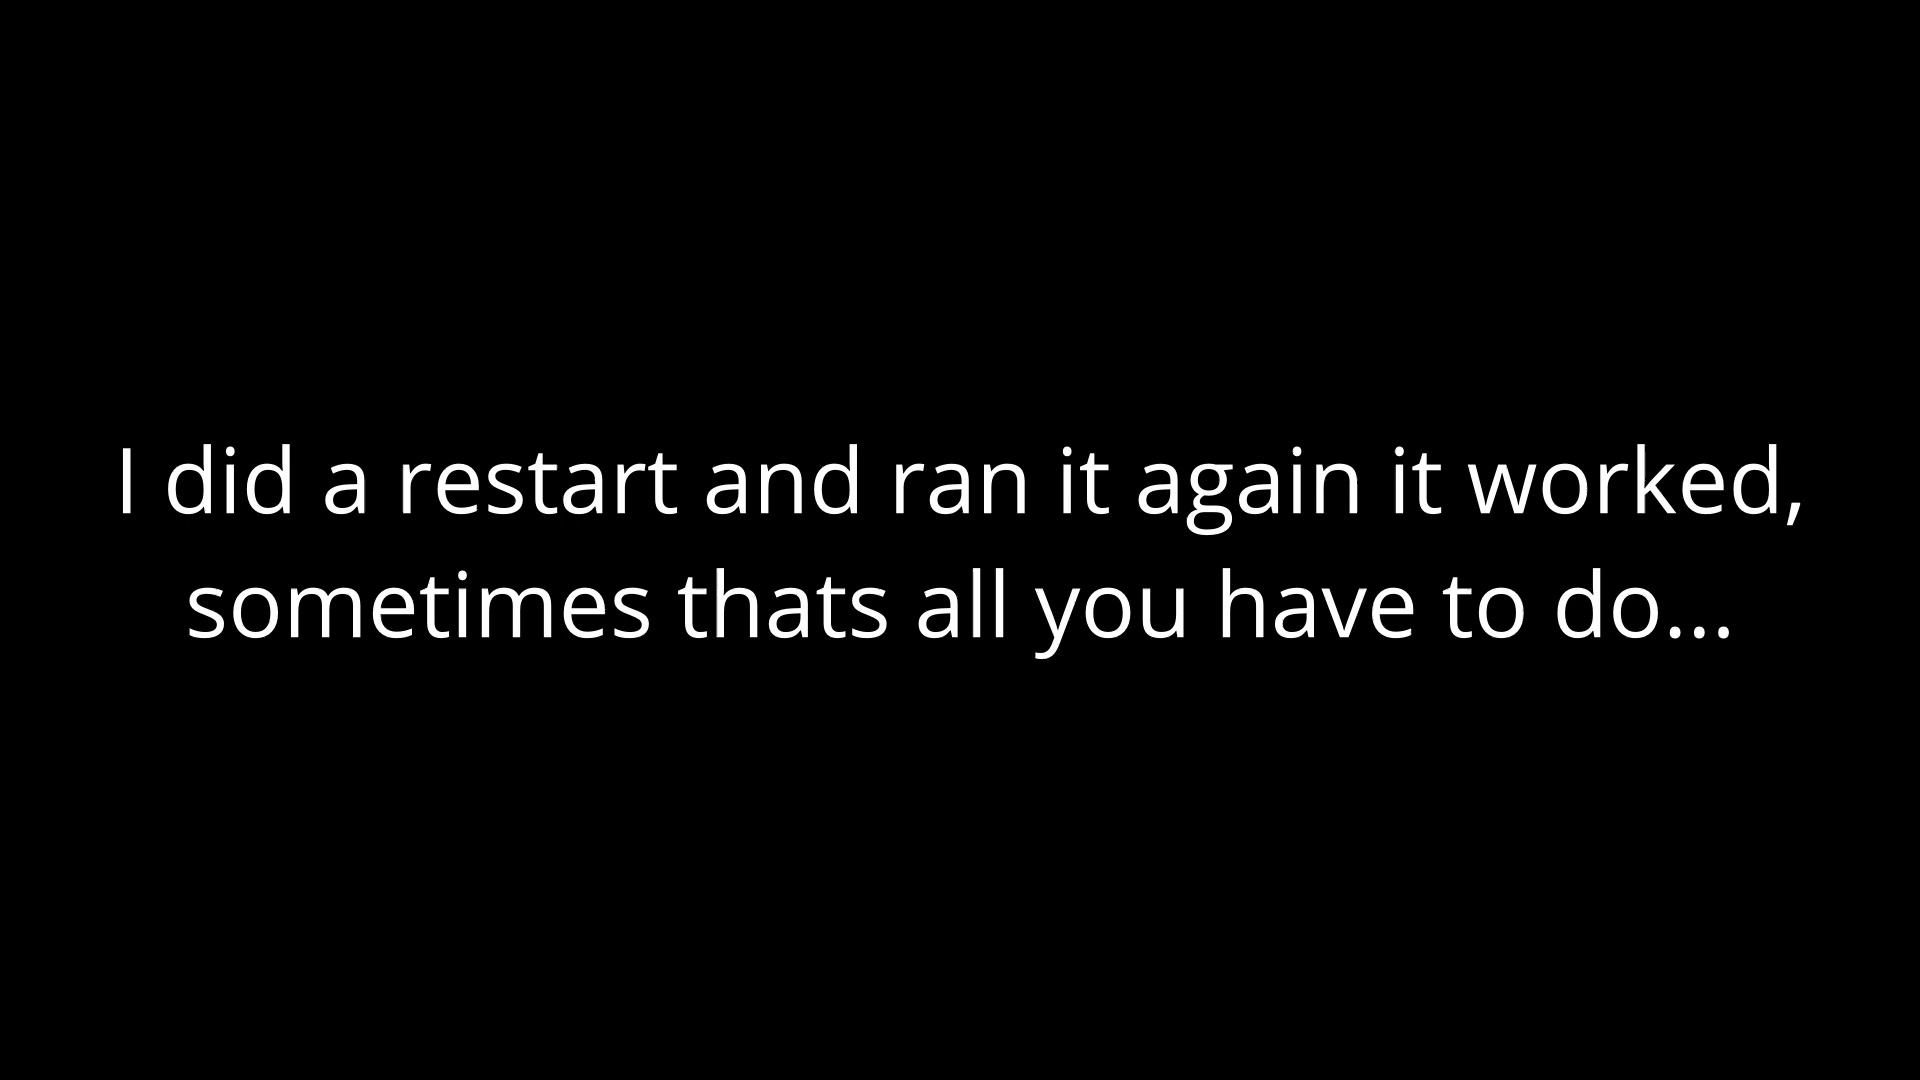 I did a restart and ran it again it worked,
sometimes thats all you have to do...